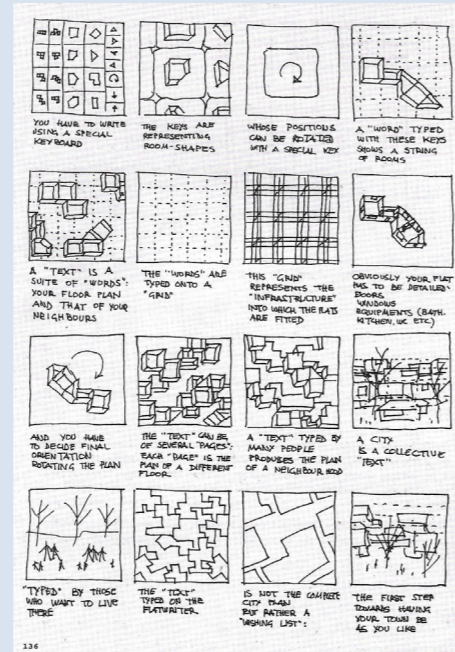 YOU HAVE TO WRITE
USING A SPECIAL
KEYBOARD
THE KEYS ARE
REPRESENTING
ROOM-SHAPES
WHOSE POSITIONS
CAN BE ROTATED
WITH A SPECIAL KEY
A "WORD" TYPED
WITH THESE KEYS
SHOWS A STRING
OF ROOMS
A "TEXT" IS A
SUITE OF "WORDS":
YOUR FLOOR PLAN
AND THAT OF YOUR
NEIGHBOURS
THE "WORDS" ARE
TYPED ONTO A
"GRID"
THIS "GRID"
REPRESENTS THE
"INFRASTRUCTURE"
INTO WHICH THE FLATS
ARE FITTED
OBVIOUSLY YOUR FLAT
HAS TO BE DETAILED:
DOORS
WINDOWS
EQUIPMENTS (BATH.
KITCHEN, WC ETC.)
AND YOU HAVE
TO DECIDE FINAL
ORIENTATION
ROTATING THE PLAN
THE "TEXT" CAN BE
OF SEVERAL "PAGES":
EACH "PAGE" IS THE
PLAN OF A DIFFERENT
FLOOR
A "TEXT" TYPED BY
MANY PEOPLE
PRODUCES THE PLAN
OF A NEIGHBOURHOOD
A CITY
IS A COLLECTIVE
"TEXT"
"TYPED" BY THOSE
WHO WANT TO LIVE
THERE
THE "TEXT"
TYPED ON THE
FLATWRITER
IS NOT THE COMPLETE
CITY PLAN
BUT RATHER A
"WISHING LIST":
THE FIRST STEP
TOWARDS HAVING
YOUR TOWN BE
AS YOU LIKE
136